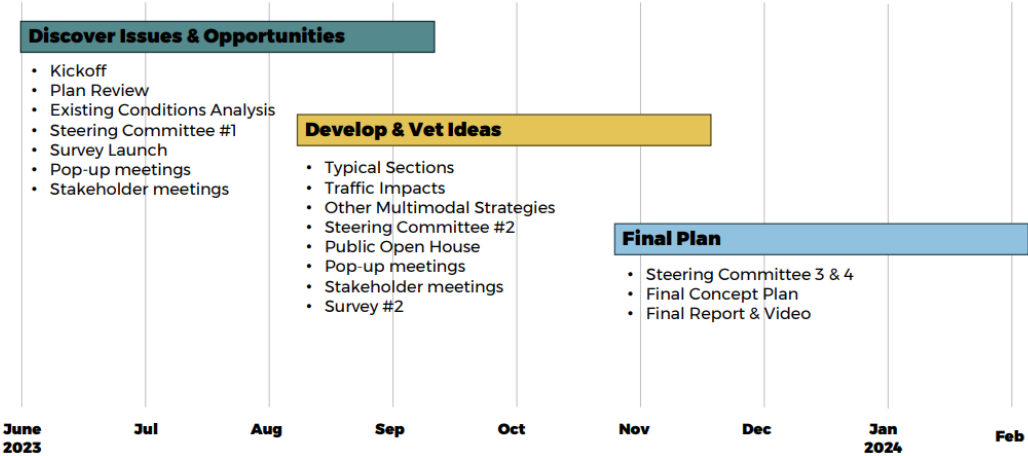 Discover Issues & Opportunities
• Kickoff
• Plan Review
• Existing Conditions Analysis
• Steering Committee #1
• Survey Launch
• Pop-up meetings
• Stakeholder meetings
Develop & Vet Ideas
• Typical Sections
• Traffic Impacts
• Other Multimodal Strategies
• Steering Committee #2
• Public Open House
• Pop-up meetings
• Stakeholder meetings
• Survey #2
Final Plan
• Steering Committee 3 & 4
• Final Concept Plan
• Final Report & Video
June Jul Aug Sep Oct Nov Dec Jan Feb
2023 2024